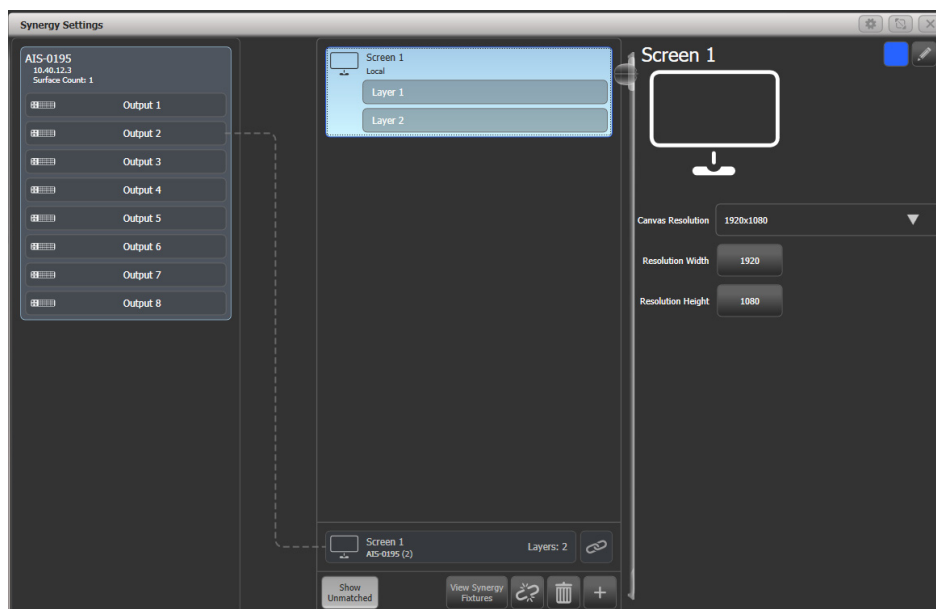 Synergy Settings
AIS-0195
10.40.12.3
Surface Count: 1
Output 1
Output 2
Output 3
Output 4
Output 5
Output 6
Output 7
Output 8
Screen 1
Local
Layer 1
Layer 2
Screen 1
AIS-0195 (2)
Layers: 2
Show
Unmatched
View Synergy
Fixtures
Screen 1
Canvas Resolution 1920x1080
Resolution Width 1920
Resolution Height 1080